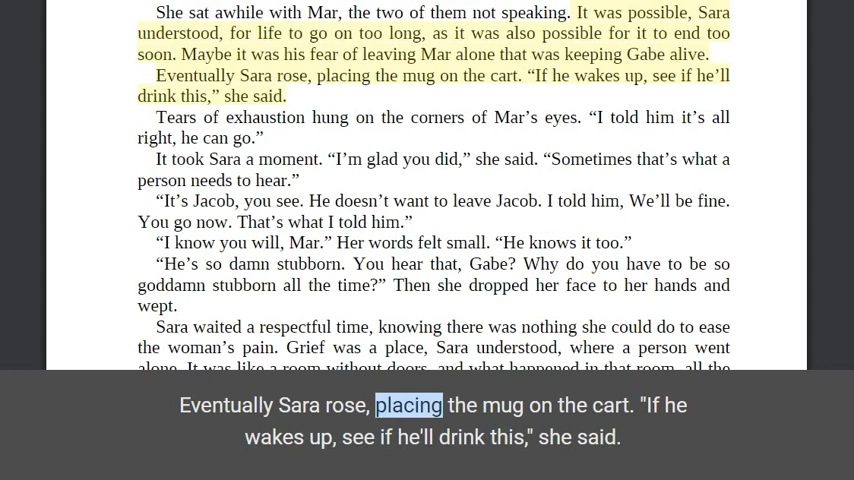 She sat awhile with Mar, the two of them not speaking. It was possible, Sara
understood, for life to go on too long, as it was also possible for it to end too
soon. Maybe it was his fear of leaving Mar alone that was keeping Gabe alive.
Eventually Sara rose, placing the mug on the cart. “If he wakes up, see if he’ll
drink this,” she said.
Tears of exhaustion hung on the corners of Mar’s eyes. “I told him it’s all
right, he can go.”
It took Sara a moment. “I’m glad you did,” she said. “Sometimes that’s what a
person needs to hear.”
“It’s Jacob, you see. He doesn’t want to leave Jacob. I told him, We’ll be fine.
You go now. That’s what I told him.”
“I know you will, Mar.” Her words felt small. “He knows it too.”
“He’s so damn stubborn. You hear that, Gabe? Why do you have to be so
goddamn stubborn all the time?” Then she dropped her face to her hands and
wept.
Sara waited a respectful time, knowing there was nothing she could do to ease
the woman’s pain. Grief was a place, Sara understood, where a person went
alone. It was like a room without doors, and what happened in that room, all the
Eventually Sara rose, placing the mug on the cart. "If he
wakes up, see if he'll drink this," she said.